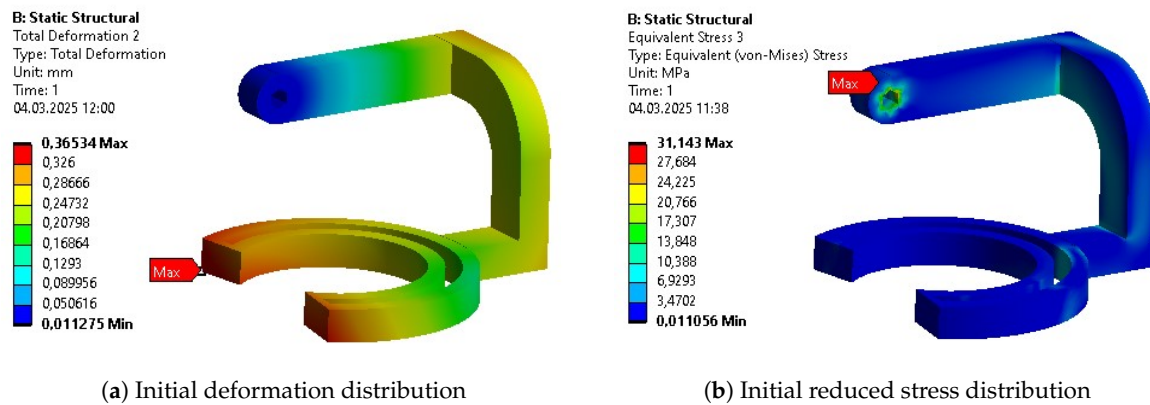 B: Static Structural
Total Deformation 2
Type: Total Deformation
Unit: mm
Time: 1
04.03.2025 12:00
0,36534 Max
0,326
0,28666
0,24732
0,20798
0,16864
0,1293
0,089956
0,050616
0,011275 Min
Max
(a) Initial deformation distribution
B: Static Structural
Equivalent Stress 3
Type: Equivalent (von-Mises) Stress
Unit: MPa
Time: 1
04.03.2025 11:38
Max
31,143 Max
27,684
24,225
20,766
17,307
13,848
10,388
6,9293
3,4702
0,011056 Min
(b) Initial reduced stress distribution